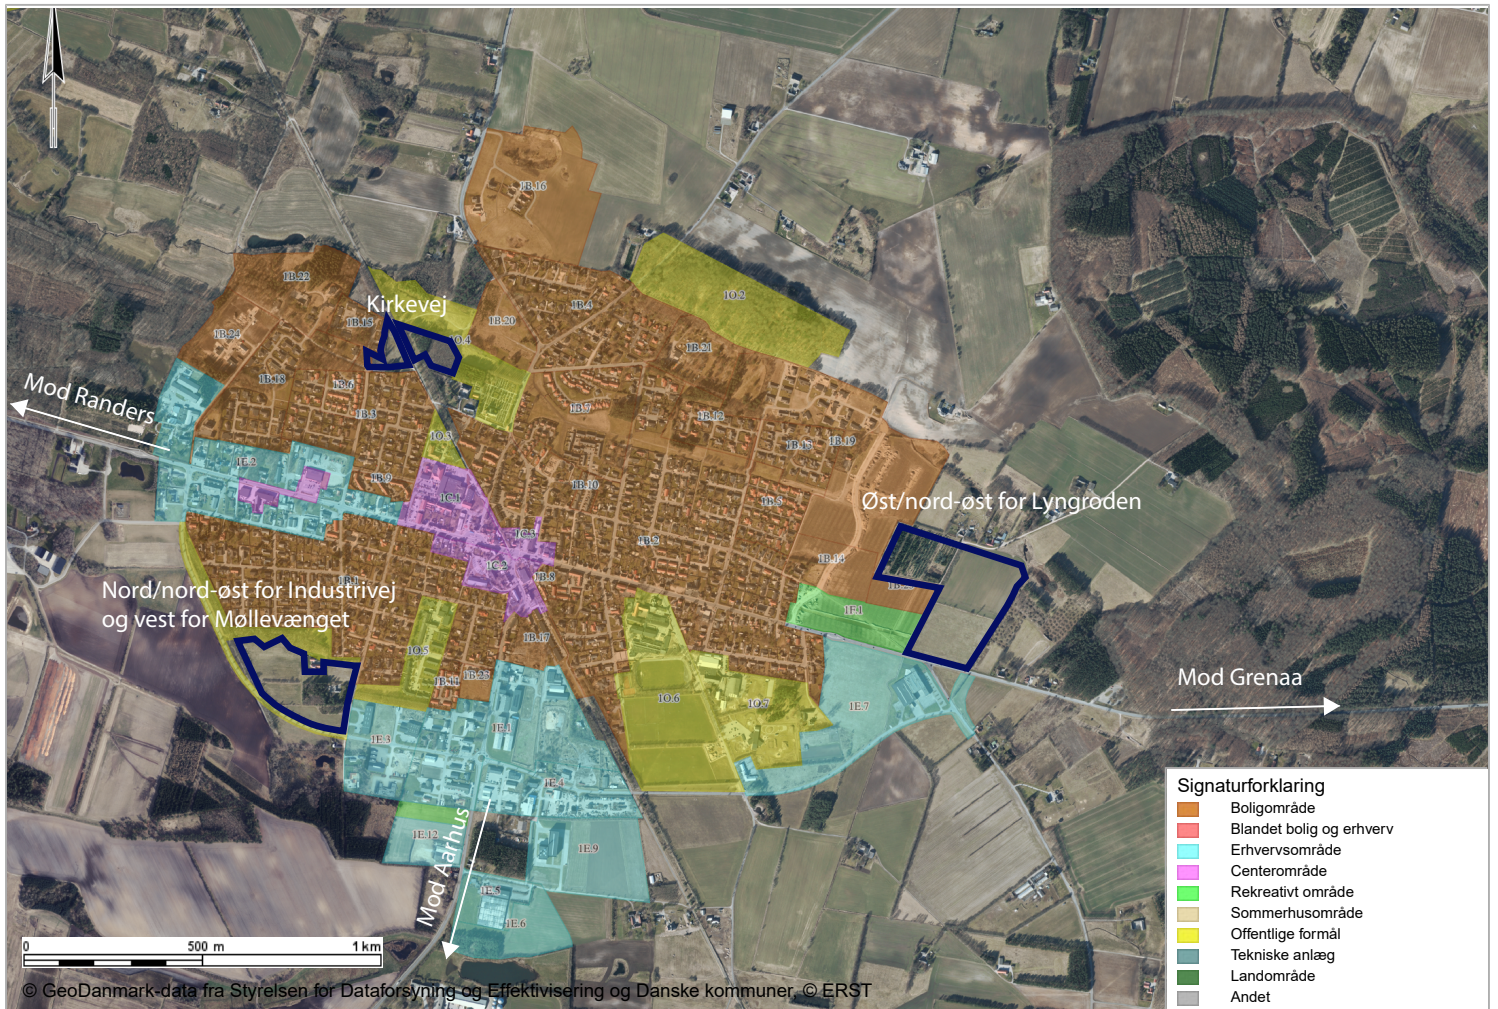 1B.16
1B.22
1O.2
Kirkevej
1B.4
1B.15
1B.20
1B.24
1O.4
1B.21
Mod Randers
1B.18
1B.6
1B.3
1B.7
1B.12
1O.3
1B.13
1B.19
1E.2
1B.9
1B.10
1B.5
1C.1
Øst/nord-øst for Lyngroden
1C.3
1B.2
1B.14
1C.2
1B.8
1B.1
Nord/nord-øst for Industrivej
og vest for Møllevænget
1F.1
1B.17
1O.5
1B.11
1B.23
1O.6
1O.7
1E.7
Mod Grenaa
1E.3
1E.1
1E.4
1E.12
1E.9
Mod Aarhus
1E.5
1E.6
Signaturforklaring
Boligområde
Blandet bolig og erhverv
Erhvervsområde
Centerområde
Rekreativt område
Sommerhusområde
Offentlige formål
Tekniske anlæg
Landområde
Andet
0 500 m 1 km
© GeoDanmark-data fra Styrelsen for Dataforsyning og Effektivisering og Danske kommuner, © ERST